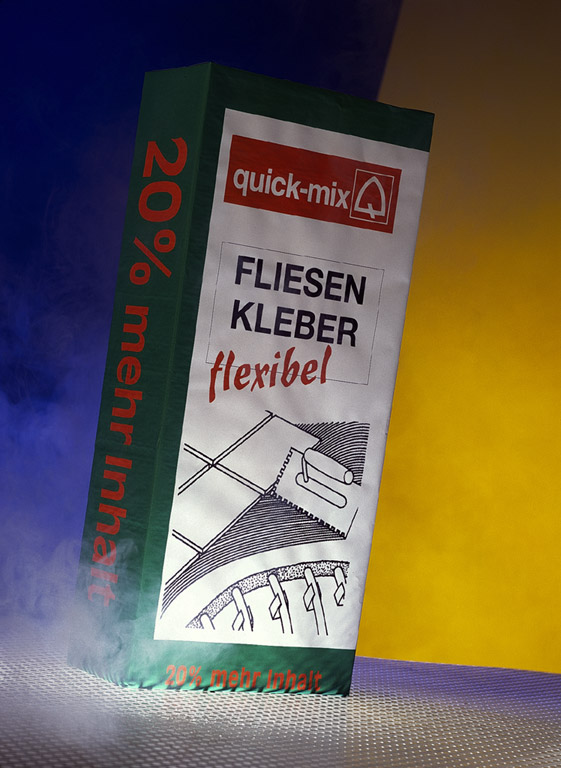 20% mehr Inhalt
quick-mix
FLIESEN
KLEBER
flexibel
20% mehr Inhalt